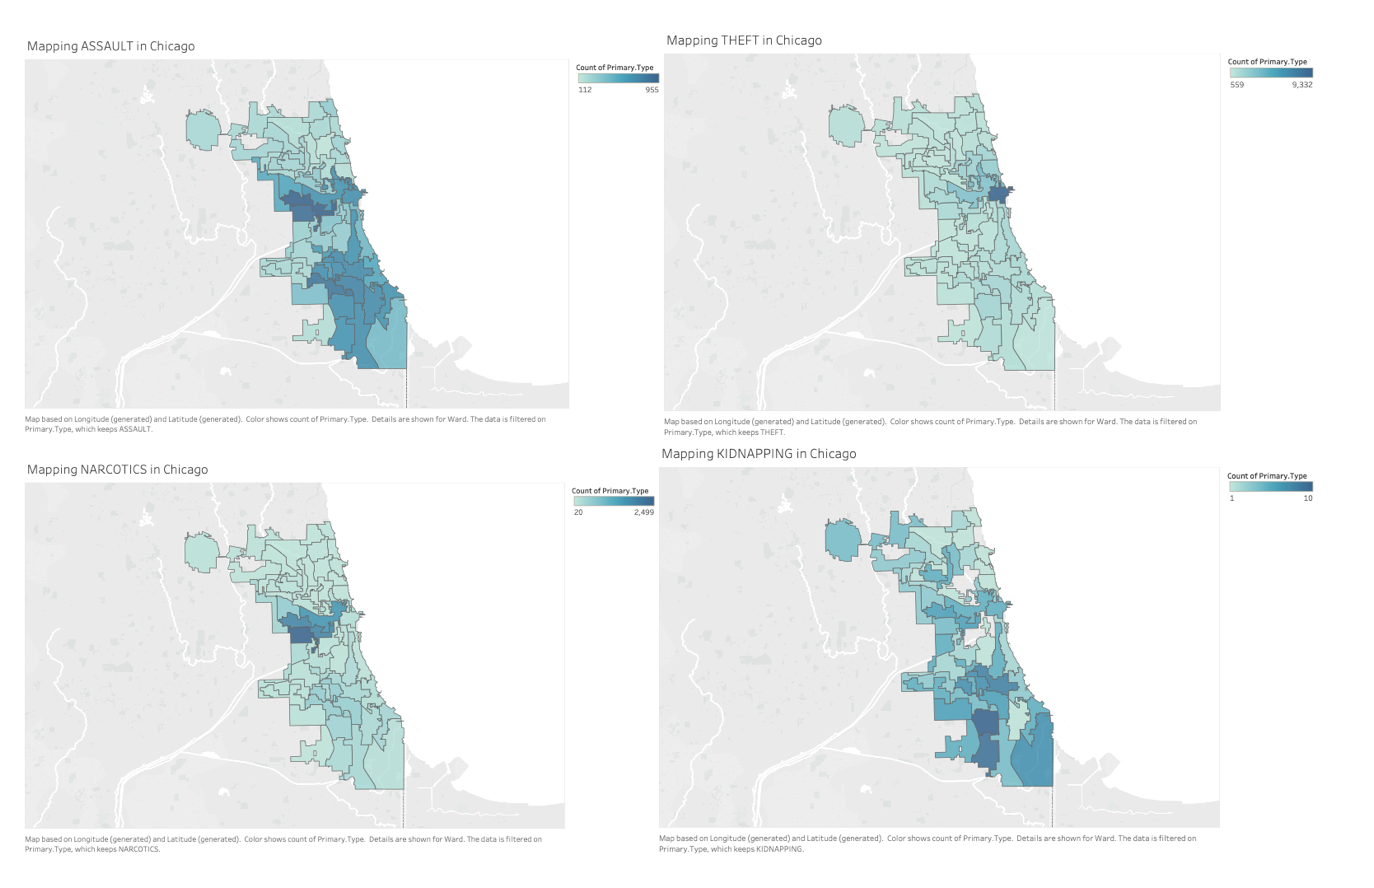 Mapping ASSAULT in Chicago
Count of Primary.Type
112 955
Map based on Longitude (generated) and Latitude (generated). Color shows count of Primary.Type. Details are shown for Ward. The data is filtered on
Primary.Type, which keeps ASSAULT.
Mapping THEFT in Chicago
Count of Primary.Type
559 9,332
Map based on Longitude (generated) and Latitude (generated). Color shows count of Primary.Type. Details are shown for Ward. The data is filtered on
Primary.Type, which keeps THEFT.
Mapping NARCOTICS in Chicago
Count of Primary.Type
20 2,499
Map based on Longitude (generated) and Latitude (generated). Color shows count of Primary.Type. Details are shown for Ward. The data is filtered on
Primary.Type, which keeps NARCOTICS.
Mapping KIDNAPPING in Chicago
Count of Primary.Type
1 10
Map based on Longitude (generated) and Latitude (generated). Color shows count of Primary.Type. Details are shown for Ward. The data is filtered on
Primary.Type, which keeps KIDNAPPING.